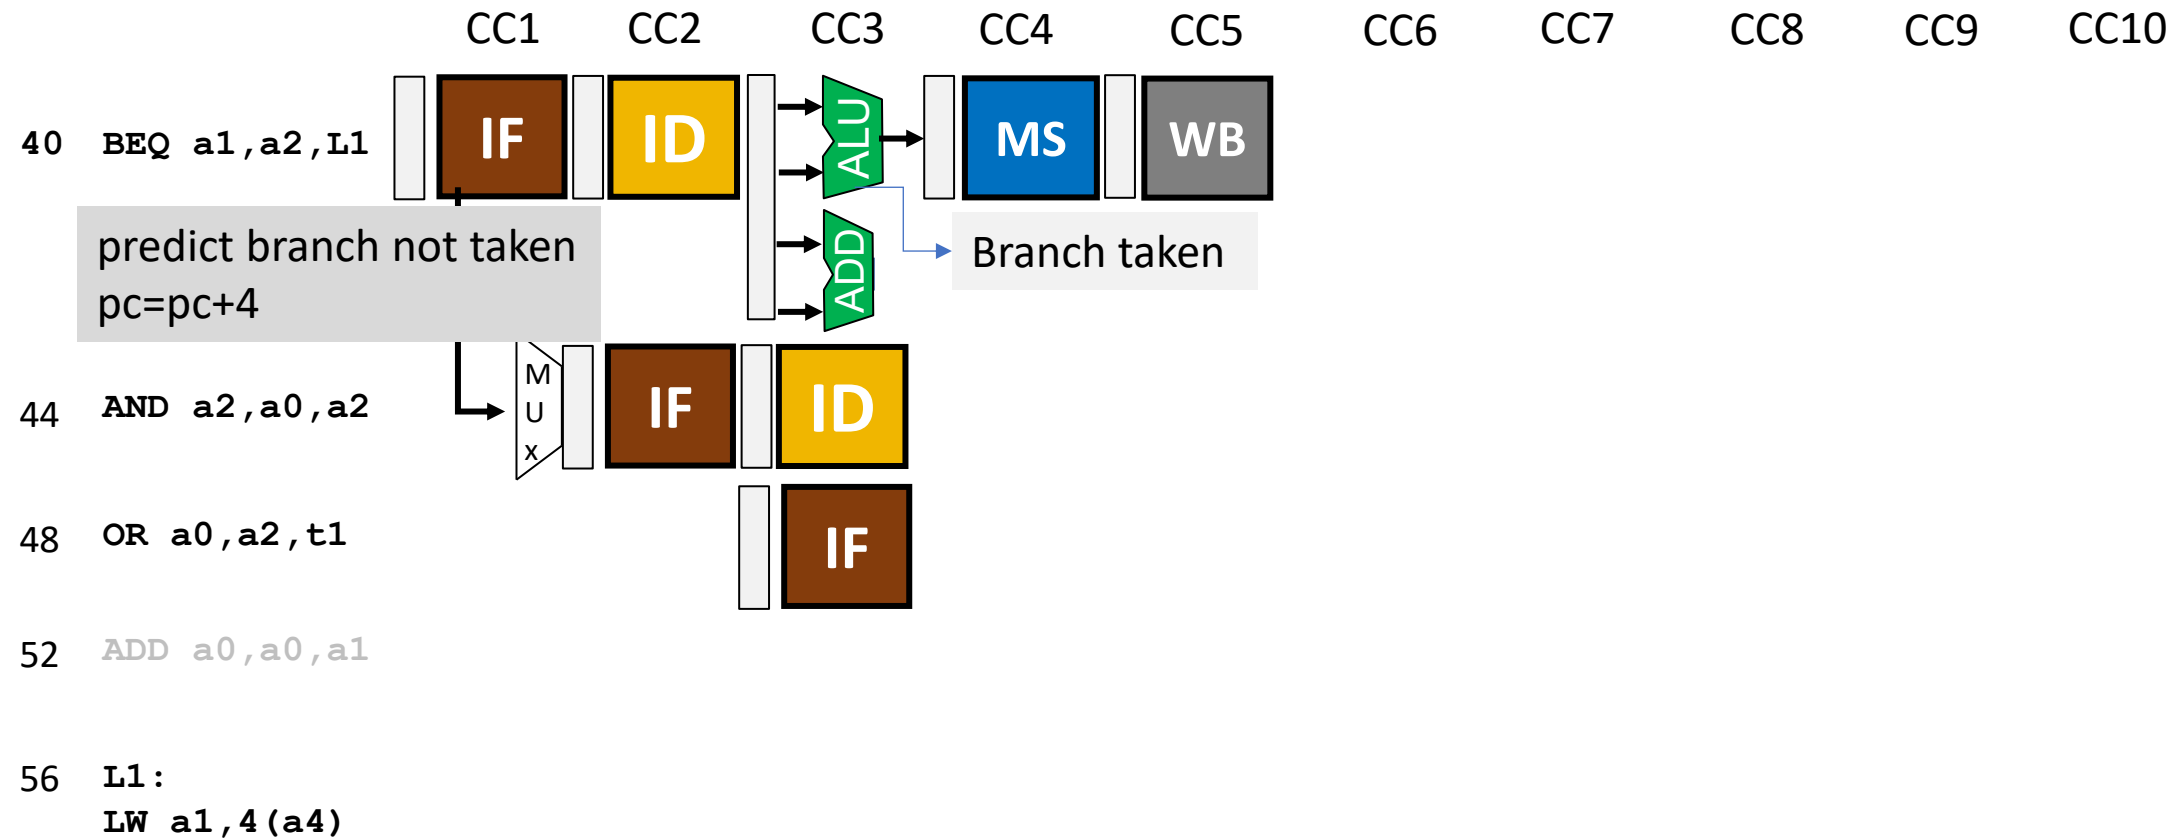 CC1 CC2 CC3 CC4 CC5 CC6 CC7 CC8 CC9 CC10
40 BEQ a1,a2,L1 IF ID ALU MS WB
predict branch not taken
pc=pc+4
ADD
Branch taken
44 AND a2,a0,a2 MUx IF ID
48 OR a0,a2,t1 IF
52 ADD a0,a0,a1
56 L1:
LW a1,4(a4)